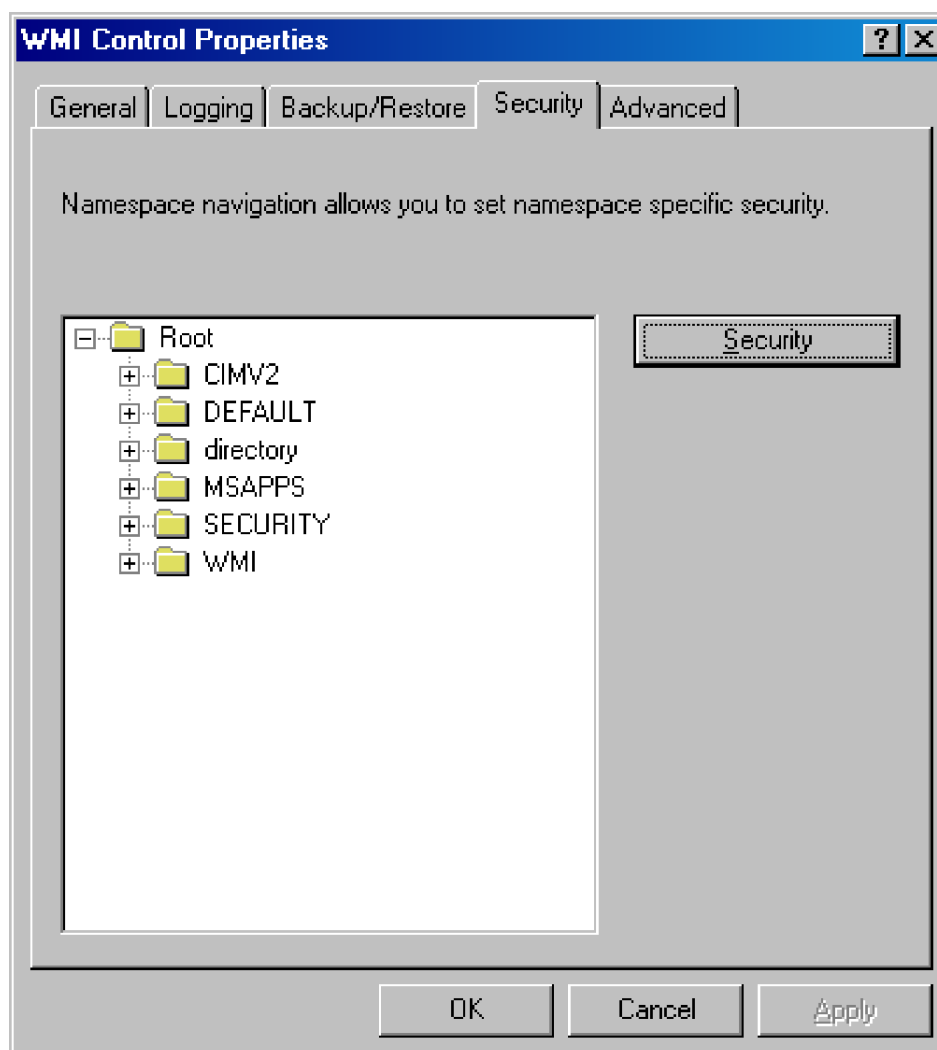 WMI Control Properties
General Logging Backup/Restore Security Advanced
Namespace navigation allows you to set namespace specific security.
Root
Security
CIMV2
DEFAULT
directory
MSAPPS
SECURITY
WMI
OK Cancel Apply